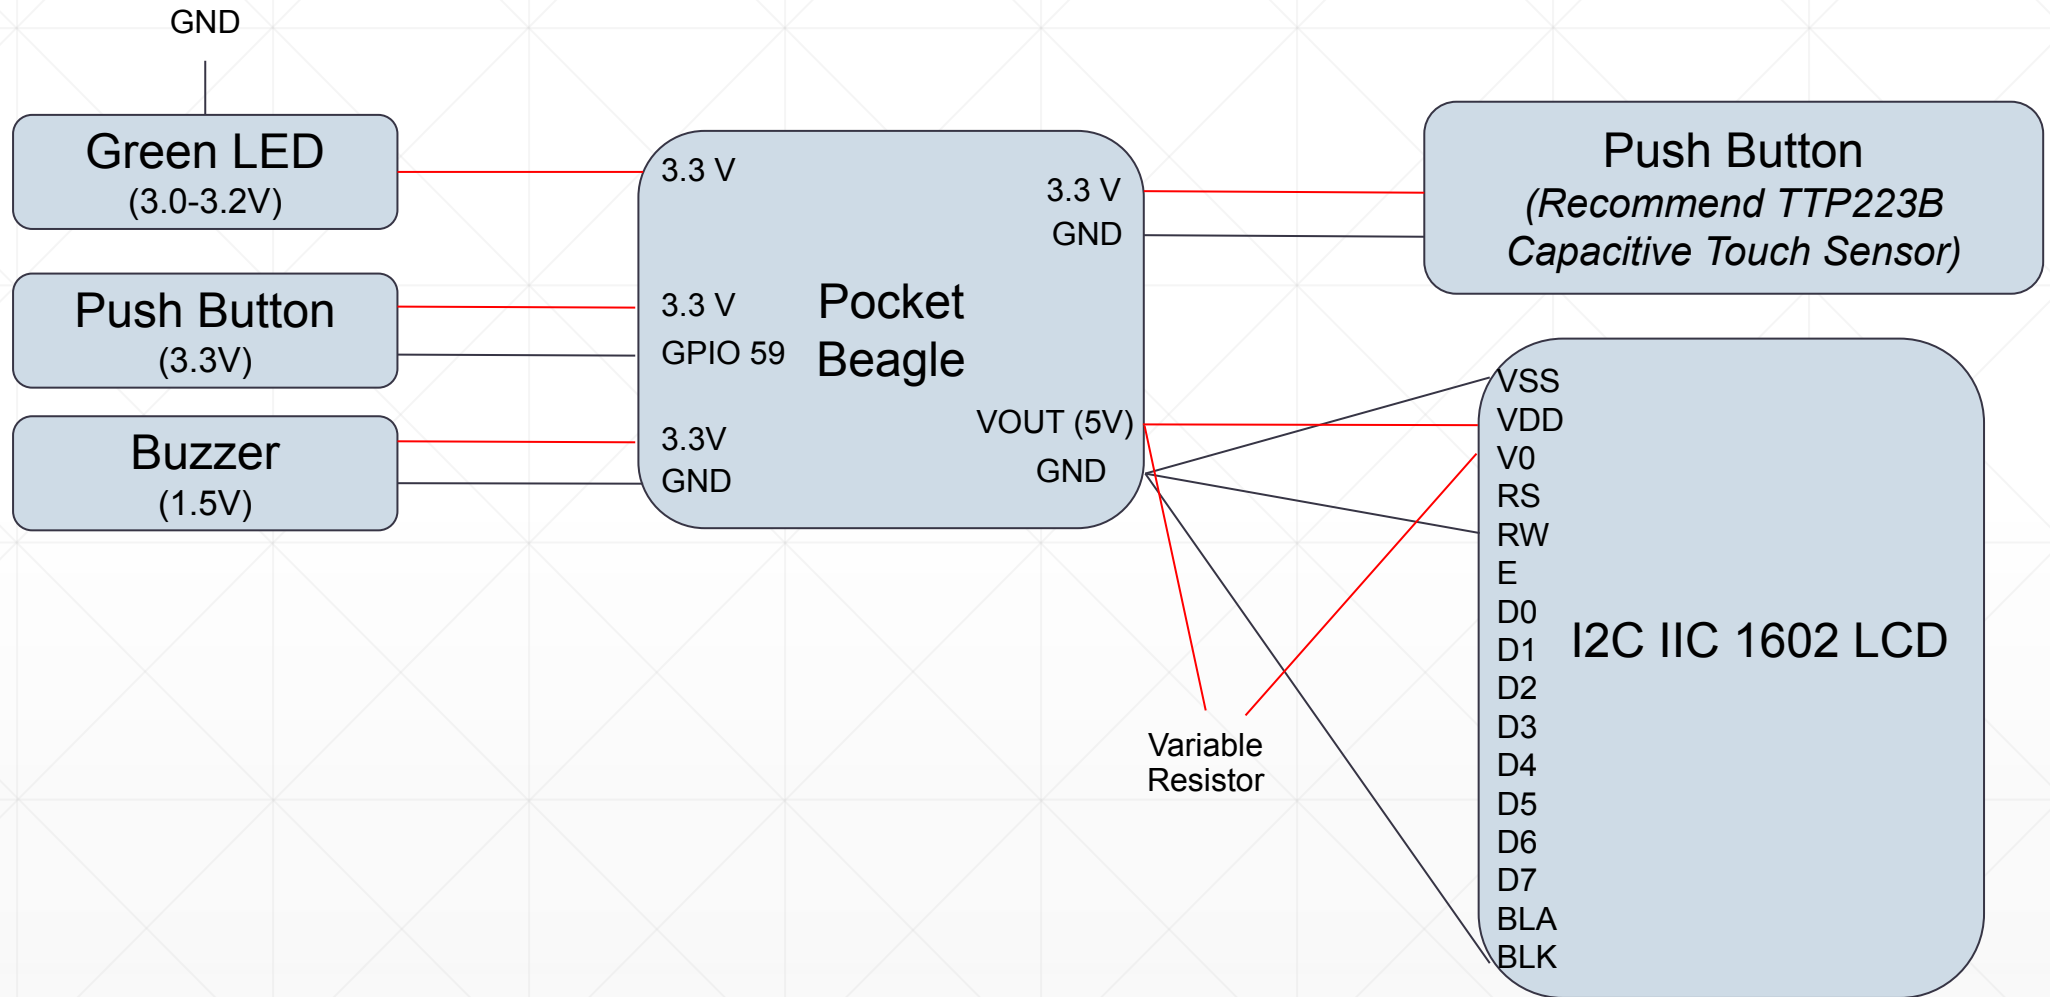 GND
Green LED
(3.0-3.2V)
Push Button
(3.3V)
Buzzer
(1.5V)
3.3 V
3.3 V
GPIO 59
3.3V
GND
Pocket
Beagle
3.3 V
GND
VOUT (5V)
GND
Push Button
(Recommend TTP223B
Capacitive Touch Sensor)
Variable
Resistor
VSS
VDD
V0
RS
RW
E
D0
D1
D2
D3
D4
D5
D6
D7
BLA
BLK
I2C IIC 1602 LCD